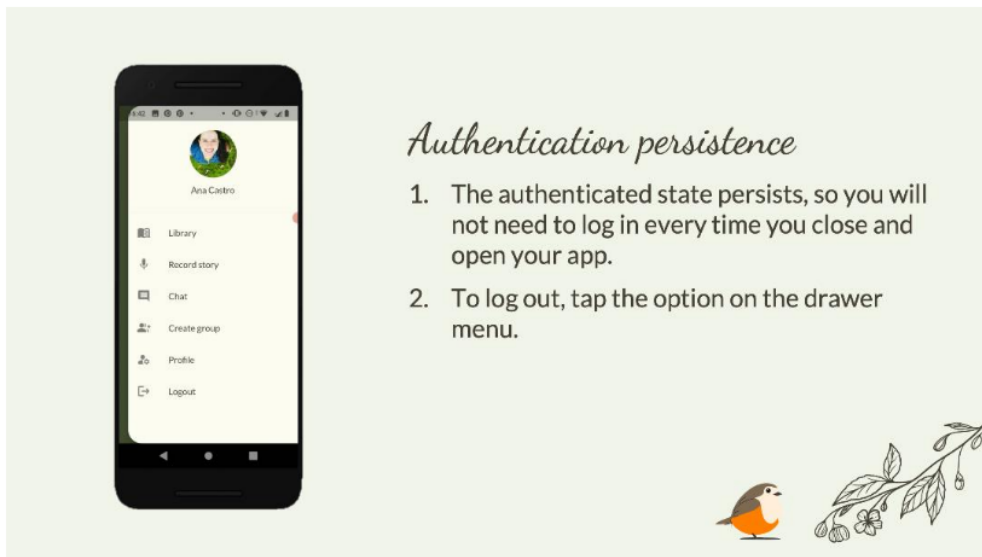 Ana Castro
Library
Record story
Chat
Create group
Profile
Logout
Authentication persistence
1. The authenticated state persists, so you will
not need to log in every time you close and
open your app.
2. To log out, tap the option on the drawer
menu.